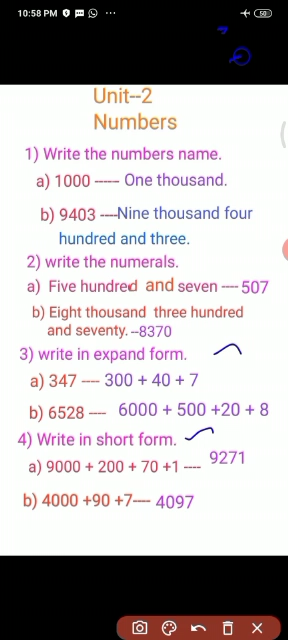 10:58 PM
58
Unit--2
Numbers
1) Write the numbers name.
a) 1000 ----- One thousand.
b) 9403 ----Nine thousand four
hundred and three.
2) write the numerals.
a) Five hundred and seven ---- 507
b) Eight thousand three hundred
and seventy. --8370
3) write in expand form.
a) 347 ---- 300 + 40 + 7
b) 6528 ---- 6000 + 500 +20 + 8
4) Write in short form.
a) 9000 + 200 + 70 +1 ---- 9271
b) 4000 +90 +7---- 4097